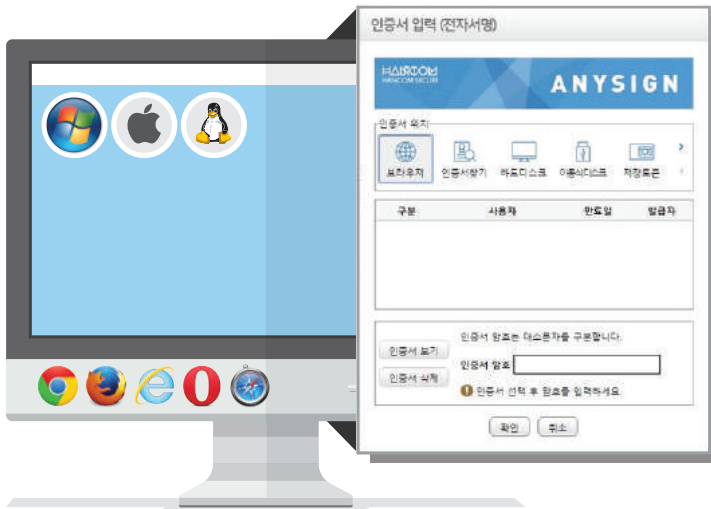 인증서 입력 (전자서명)
HANCOM
HANCOM SECURE
ANYSIGN
인증서 위치
브라우저 인증서찾기 하드디스크 이동식디스크 저장토큰
구분 사용자 만료일 발급자
인증서 암호는 대소문자를 구분합니다.
인증서 보기
인증서 암호
인증서 삭제
인증서 선택 후 암호를 입력하세요
확인 취소